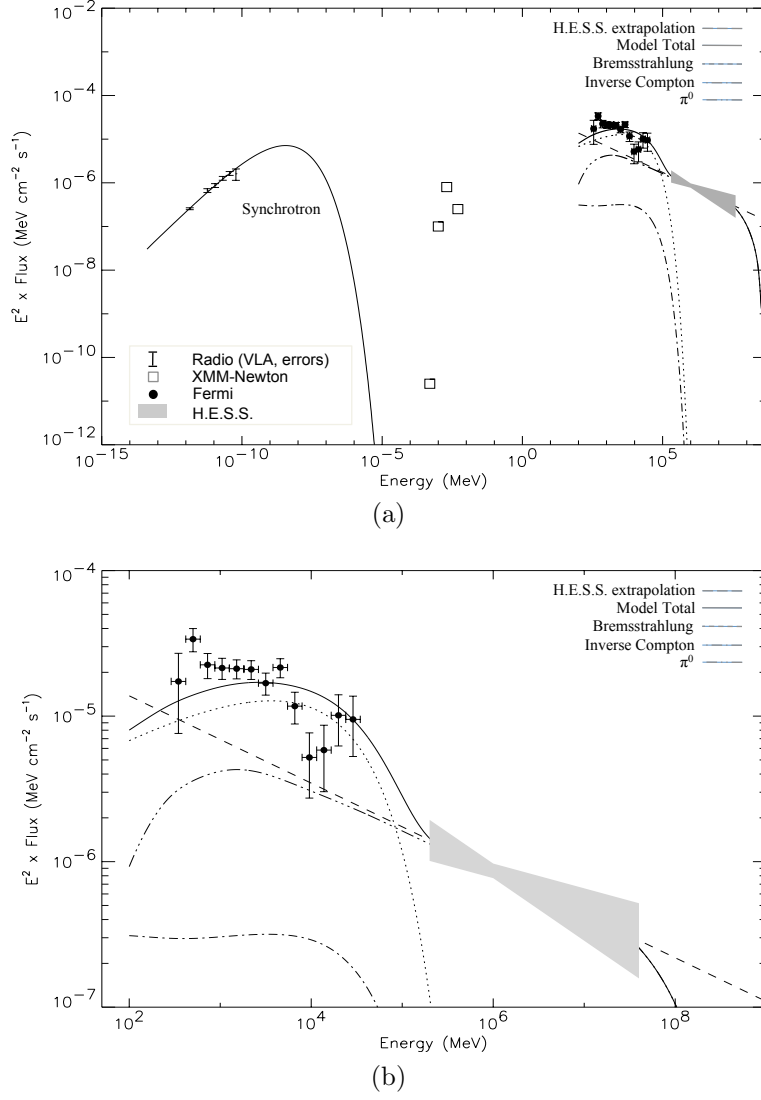 10^{-2}
H.E.S.S. extrapolation
Model Total
Bremsstrahlung
Inverse Compton
π^0
10^{-4}
10^{-6}
10^{-8}
10^{-10}
10^{-12}
E^2 x Flux (MeV cm^{-2} s^{-1})
Synchrotron
Radio (VLA, errors)
XMM-Newton
Fermi
H.E.S.S.
10^{-15} 10^{-10} 10^{-5} 10^0 10^5
Energy (MeV)
(a)
10^{-4}
H.E.S.S. extrapolation
Model Total
Bremsstrahlung
Inverse Compton
π^0
10^{-5}
10^{-6}
10^{-7}
E^2 x Flux (MeV cm^{-2} s^{-1})
10^2 10^4 10^6 10^8
Energy (MeV)
(b)